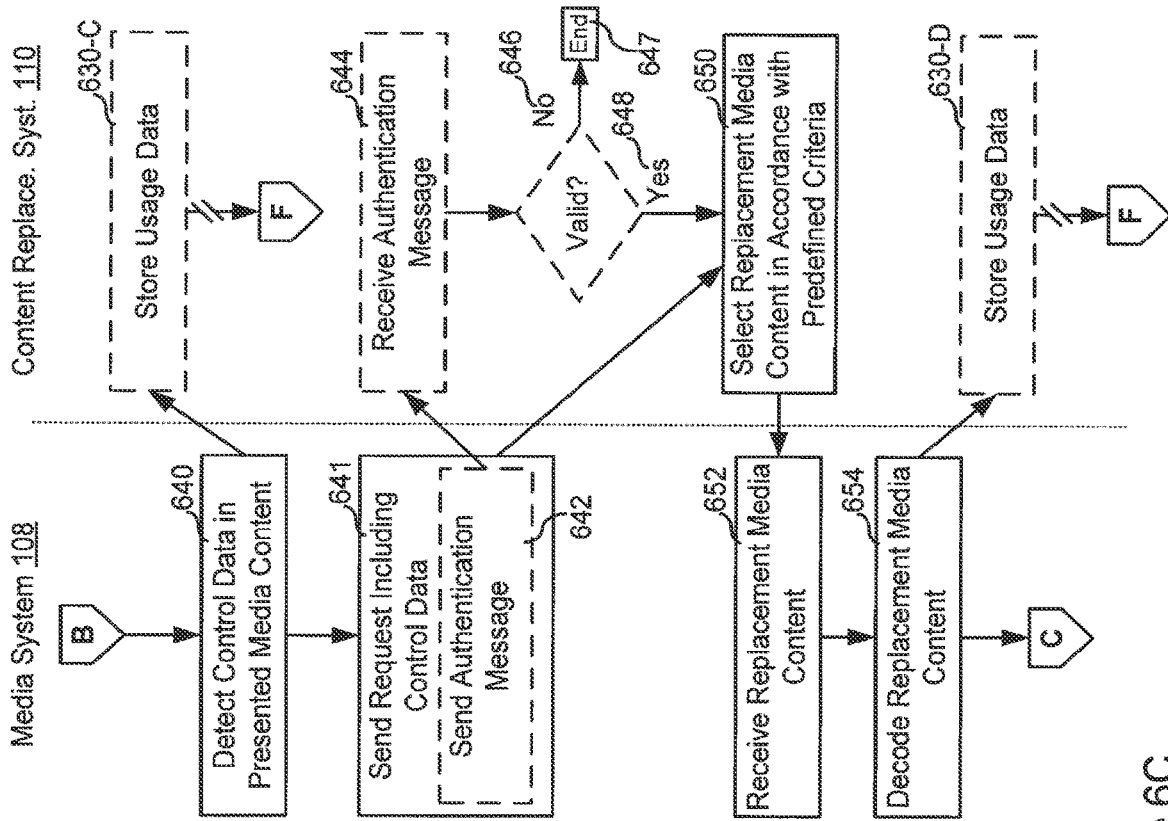 Media System 108
Content Replace. Syst. 110
B
640
Detect Control Data in
Presented Media Content
630-C
Store Usage Data
F
641
Send Request Including
Control Data
Send Authentication
Message
642
644
Receive Authentication
Message
Valid?
No
646
End
647
Yes
648
650
Select Replacement Media
Content in Accordance with
Predefined Criteria
652
Receive Replacement Media
Content
654
Decode Replacement Media
Content
630-D
Store Usage Data
F
C
6C